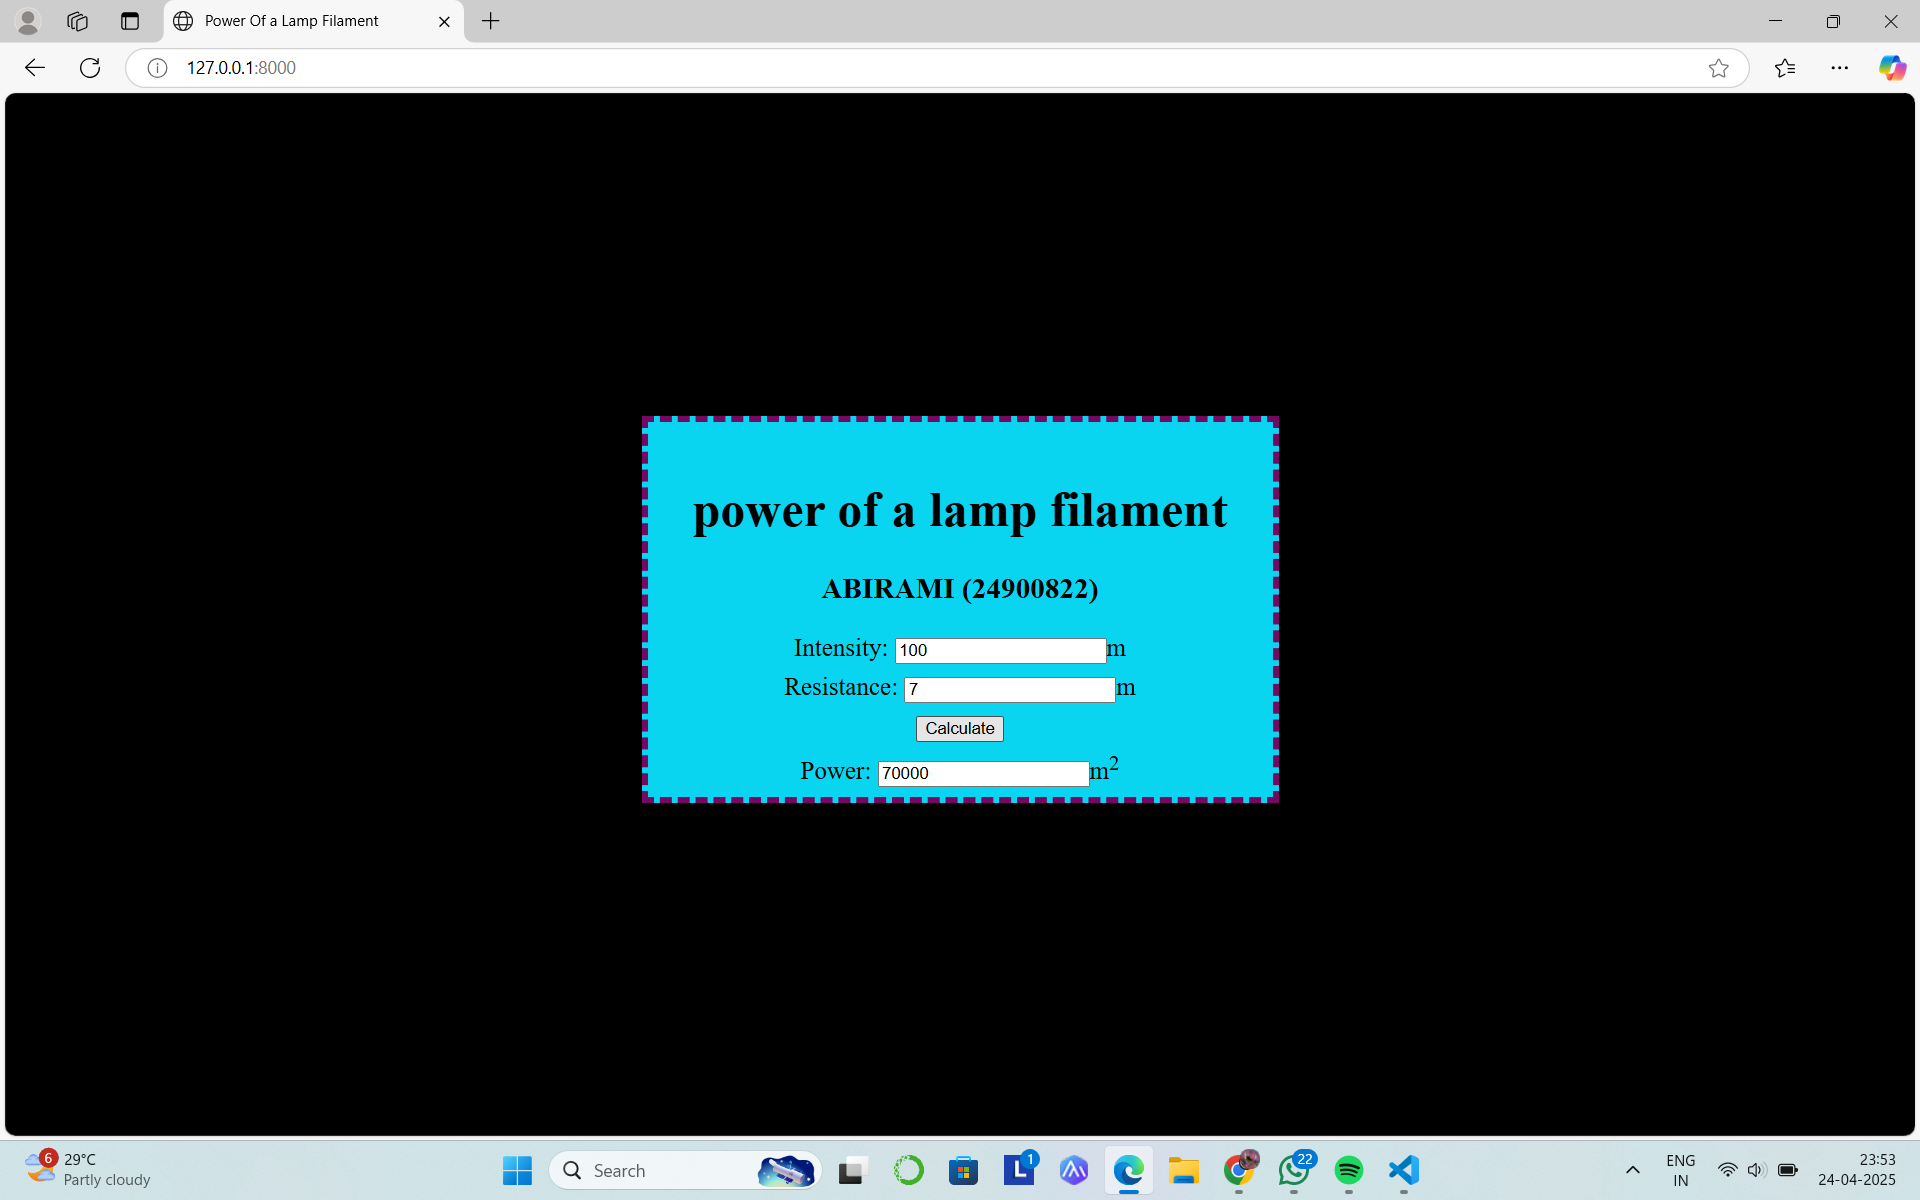 Power Of a Lamp Filament
127.0.0.1:8000
power of a lamp filament
ABIRAMI (24900822)
Intensity: 100 m
Resistance: 7 m
Calculate
Power: 70000 m²
6
29°C
Partly cloudy
Search
L 1
22
ENG
IN
23:53
24-04-2025